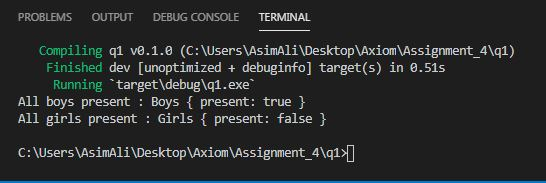 PROBLEMS OUTPUT DEBUG CONSOLE TERMINAL
Compiling q1 v0.1.0 (C:\Users\AsimAli\Desktop\Axiom\Assignment_4\q1)
Finished dev [unoptimized + debuginfo] target(s) in 0.51s
Running `target\debug\q1.exe`
All boys present : Boys { present: true }
All girls present : Girls { present: false }
C:\Users\AsimAli\Desktop\Axiom\Assignment_4\q1>